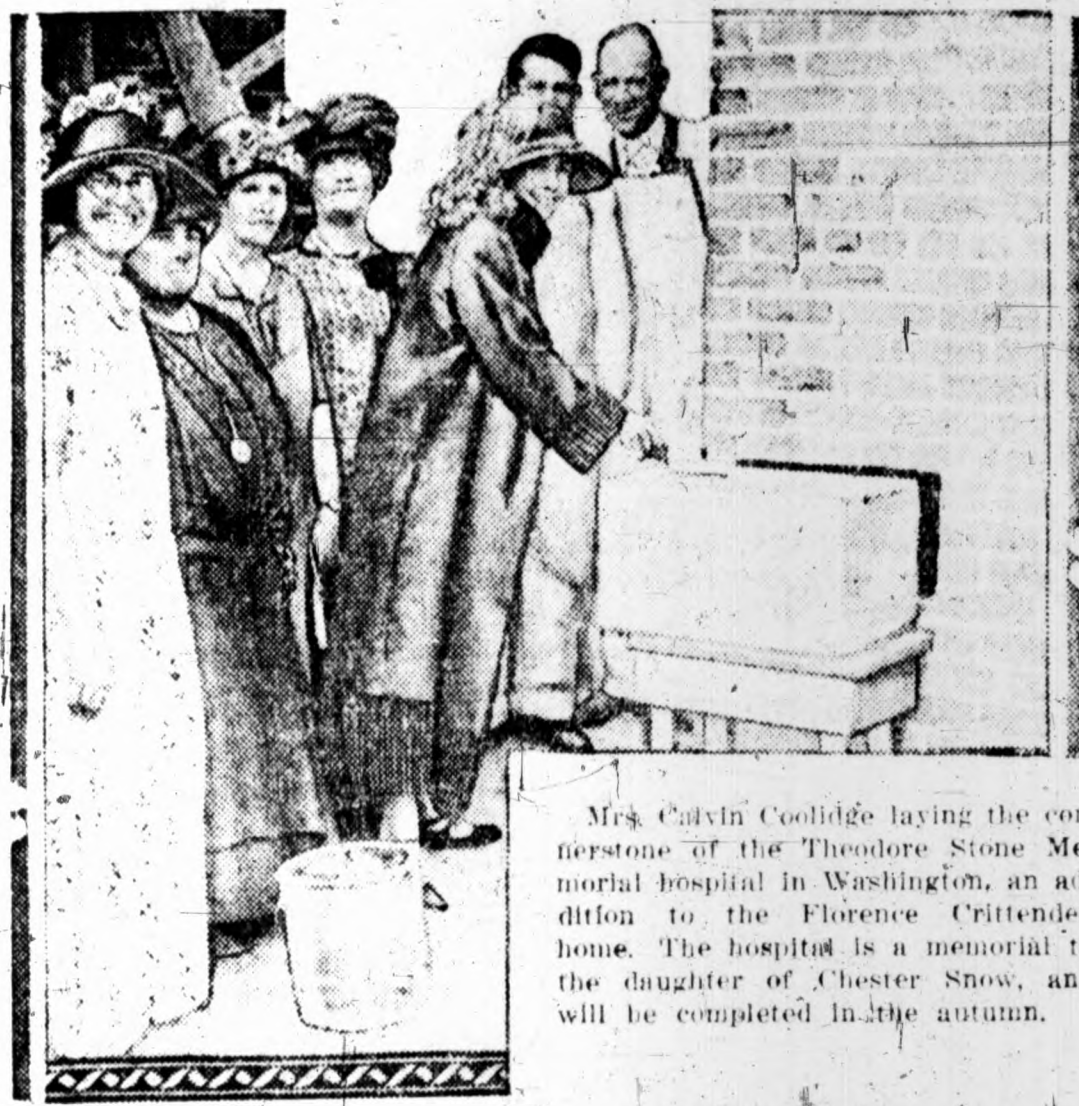 Mrs. Calvin Coolidge laying the cor
nerstone of the Theodore Stone Me
morial hospital in Washington, an ad
dition to the Florence Crittende
home. The hospital is a memorial t
the daughter of Chester Snow, an
will be completed in the autumn.